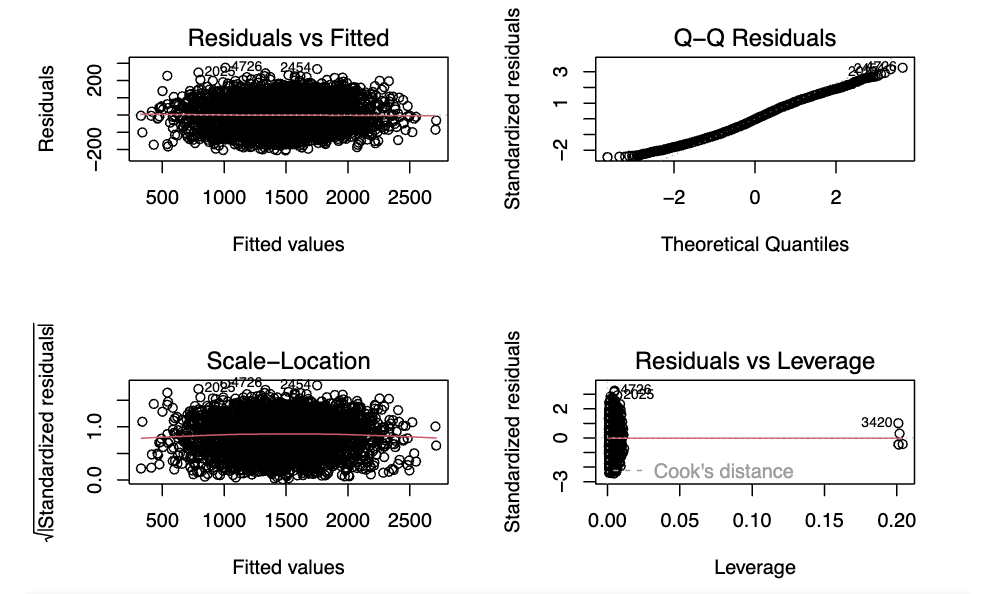 Residuals vs Fitted
Residuals
200
−200
4726
2025
2454
500 1000 1500 2000 2500
Fitted values
Q−Q Residuals
Standardized residuals
3
1
−2
4726
−2 0 2
Theoretical Quantiles
Scale−Location
√|Standardized residuals|
1.0
0.0
4726
2025
2454
500 1000 1500 2000 2500
Fitted values
Residuals vs Leverage
Standardized residuals
2
0
−3
4726
2025
3420
Cook's distance
0.00 0.05 0.10 0.15 0.20
Leverage